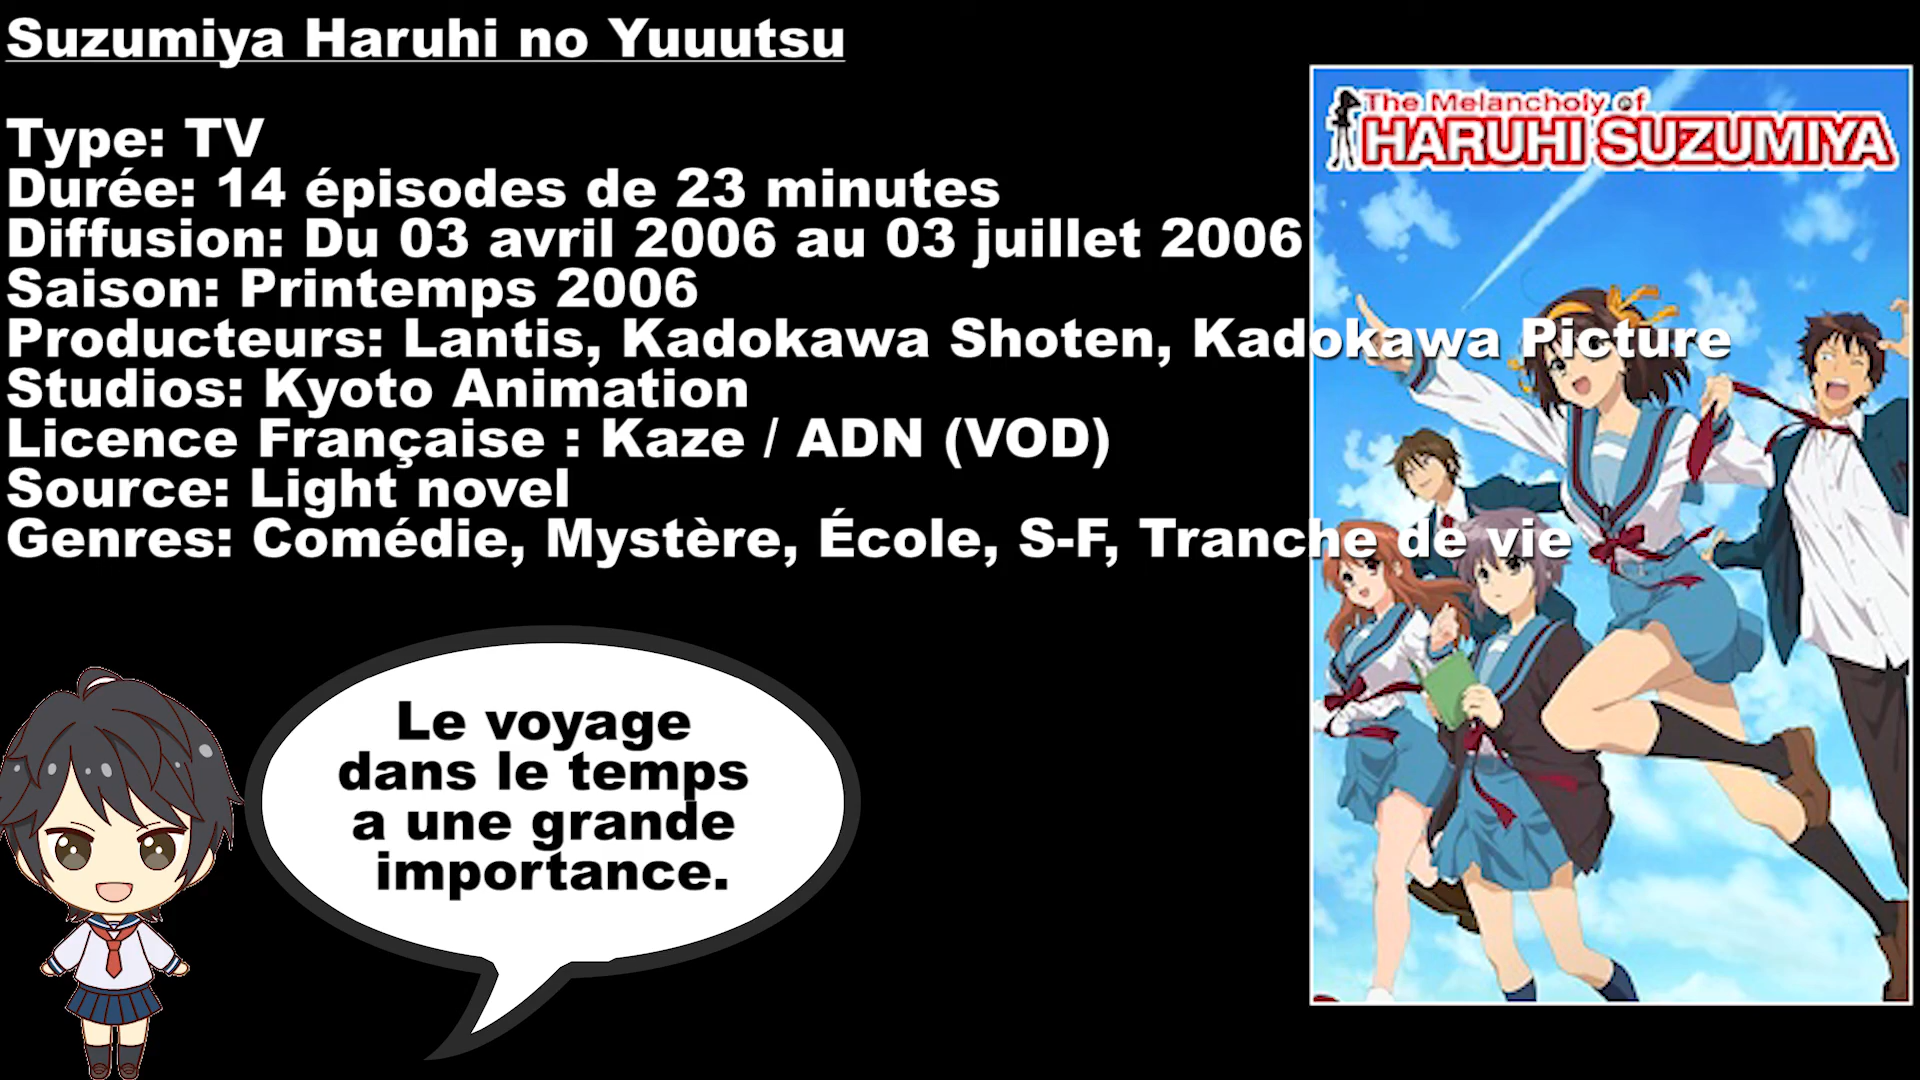 Suzumiya Haruhi no Yuuutsu
Type: TV
Durée: 14 épisodes de 23 minutes
Diffusion: Du 03 avril 2006 au 03 juillet 2006
Saison: Printemps 2006
Producteurs: Lantis, Kadokawa Shoten, Kadokawa Picture
Studios: Kyoto Animation
Licence Française : Kaze / ADN (VOD)
Source: Light novel
Genres: Comédie, Mystère, École, S-F, Tranche de vie
The Melancholy of
HARUHI SUZUMIYA
Le voyage
dans le temps
a une grande
importance.